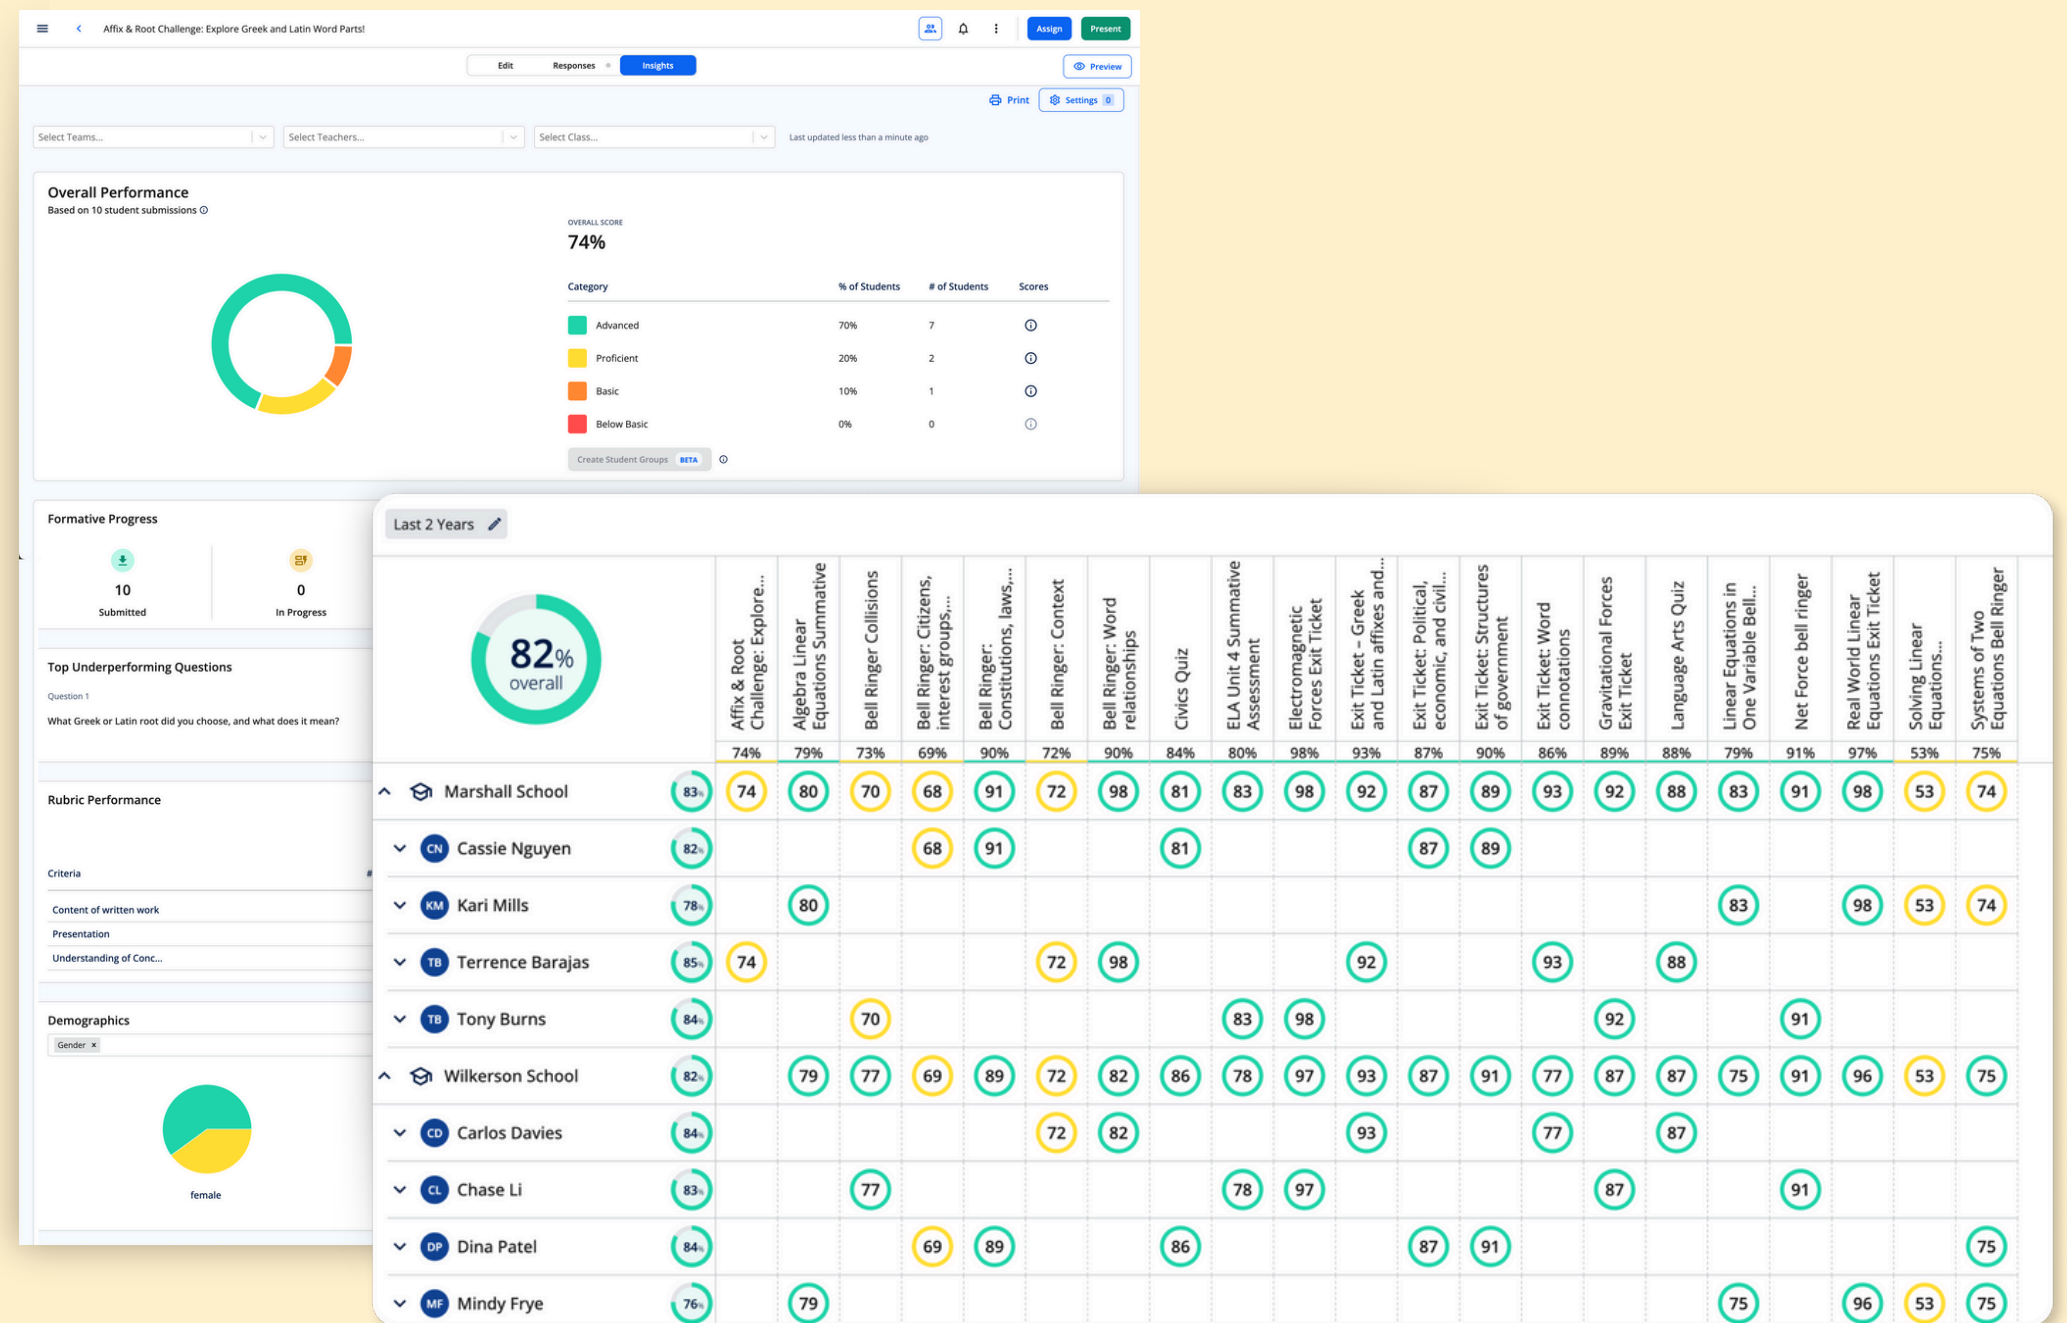 Affix & Root Challenge: Explore Greek and Latin Word Parts!
Assign
Present
Edit
Responses
Insights
Preview
Print
Settings 0
Select Teams...
Select Teachers...
Select Class...
Last updated less than a minute ago
Overall Performance
Based on 10 student submissions
OVERALL SCORE
74%
Category % of Students # of Students Scores
Advanced 70% 7
Proficient 20% 2
Basic 10% 1
Below Basic 0% 0
Create Student Groups BETA
Formative Progress
10
Submitted
0
In Progress
Top Underperforming Questions
Question 1
What Greek or Latin root did you choose, and what does it mean?
Rubric Performance
Criteria #
Content of written work
Presentation
Understanding of Conc...
Demographics
Gender x
female
Last 2 Years
82%
overall
Affix & Root
Challenge: Explore...
Algebra Linear
Equations Summative
Bell Ringer Collisions
Bell Ringer: Citizens,
interest groups,...
Bell Ringer:
Constitutions, laws,...
Bell Ringer: Context
Bell Ringer: Word
relationships
Civics Quiz
ELA Unit 4 Summative
Assessment
Electromagnetic
Forces Exit Ticket
Exit Ticket – Greek
and Latin affixes and...
Exit Ticket: Political,
economic, and civil...
Exit Ticket: Structures
of government
Exit Ticket: Word
connotations
Gravitational Forces
Exit Ticket
Language Arts Quiz
Linear Equations in
One Variable Bell...
Net Force bell ringer
Real World Linear
Equations Exit Ticket
Solving Linear
Equations...
Systems of Two
Equations Bell Ringer
74% 79% 73% 69% 90% 72% 90% 84% 80% 98% 93% 87% 90% 86% 89% 88% 79% 91% 97% 53% 75%
Marshall School 83% 74 80 70 68 91 72 98 81 83 98 92 87 89 93 92 88 83 91 98 53 74
CN Cassie Nguyen 82% 68 91 81 87 89
KM Kari Mills 78% 80 83 98 53 74
TB Terrence Barajas 85% 74 72 98 92 93 88
TB Tony Burns 84% 70 83 98 92 91
Wilkerson School 82% 79 77 69 89 72 82 86 78 97 93 87 91 77 87 87 75 91 96 53 75
CD Carlos Davies 84% 72 82 93 77 87
CL Chase Li 83% 77 78 97 87 91
DP Dina Patel 84% 69 89 86 87 91 75
MF Mindy Frye 76% 79 75 96 53 75